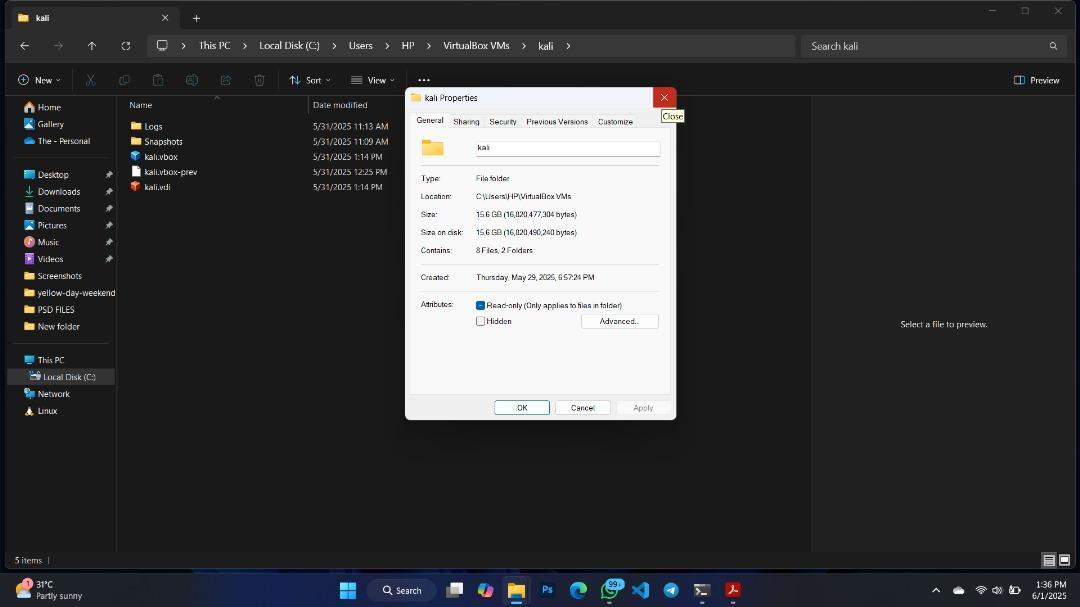 kali
This PC
Local Disk (C:)
Users
HP
VirtualBox VMs
kali
Search kali
New
Sort
View
Preview
Home
Gallery
The - Personal
Desktop
Downloads
Documents
Pictures
Music
Videos
Screenshots
yellow-day-weekend
PSD FILES
New folder
This PC
Local Disk (C:)
Network
Linux
Name Date modified
Logs 5/31/2025 11:13 AM
Snapshots 5/31/2025 11:09 AM
kali.vbox 5/31/2025 1:14 PM
kali.vbox-prev 5/31/2025 12:25 PM
kali.vdi 5/31/2025 1:14 PM
kali Properties
Close
General Sharing Security Previous Versions Customize
kali
Type: File folder
Location: C:\Users\HP\VirtualBox VMs
Size: 15.6 GB (16,820,477,304 bytes)
Size on disk: 15.6 GB (16,820,490,240 bytes)
Contains: 8 Files, 2 Folders
Created: Thursday, May 29, 2025, 6:57:24 PM
Attributes: Read-only (Only applies to files in folder)
Hidden Advanced...
OK Cancel Apply
Select a file to preview.
5 items
1
31°C
Partly sunny
Search
Ps
99+
1:36 PM
6/1/2025